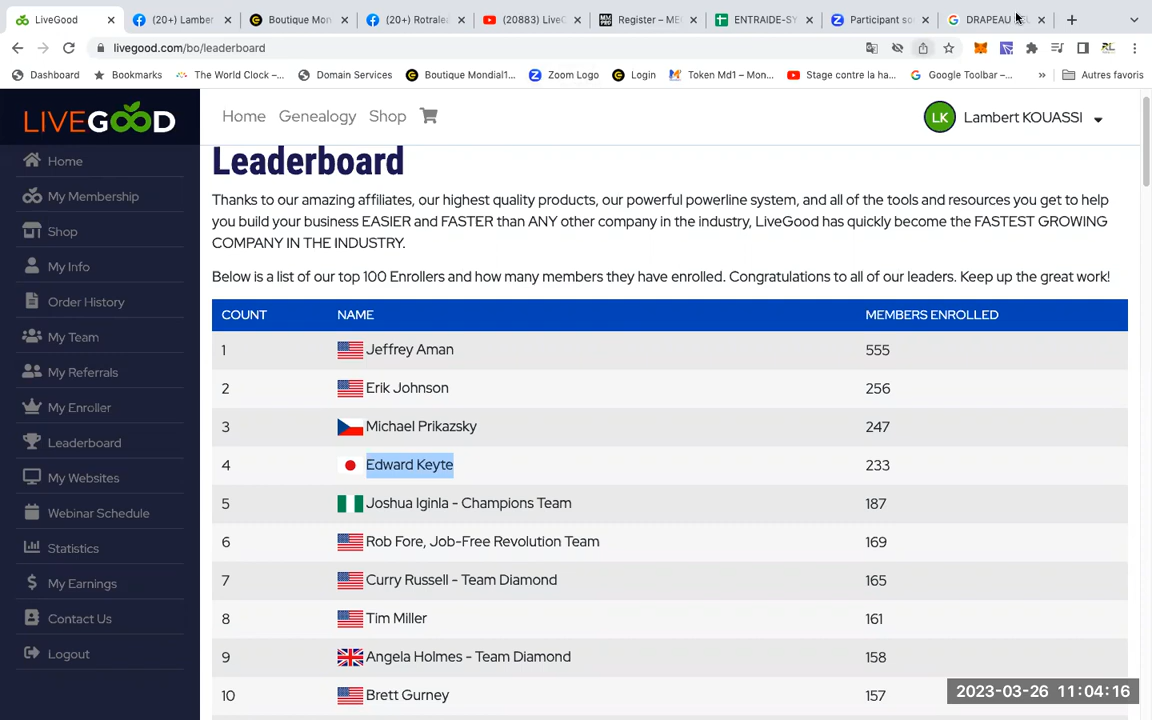 LiveGood
(20+) Lamber
Boutique Mon
(20+) Rotrale
(20883) LiveG
Register – ME
ENTRAIDE-SY
Participant so
DRAPEAU
livegood.com/bo/leaderboard
Dashboard
Bookmarks
The World Clock –...
Domain Services
Boutique Mondial1...
Zoom Logo
Login
Token Md1 – Mon...
Stage contre la ha...
Google Toolbar –...
Autres favoris
LIVEGOOD
Home
Genealogy
Shop
LK
Lambert KOUASSI
Home
My Membership
Shop
My Info
Order History
My Team
My Referrals
My Enroller
Leaderboard
My Websites
Webinar Schedule
Statistics
My Earnings
Contact Us
Logout
Leaderboard
Thanks to our amazing affiliates, our highest quality products, our powerful powerline system, and all of the tools and resources you get to help
you build your business EASIER and FASTER than ANY other company in the industry, LiveGood has quickly become the FASTEST GROWING
COMPANY IN THE INDUSTRY.
Below is a list of our top 100 Enrollers and how many members they have enrolled. Congratulations to all of our leaders. Keep up the great work!
COUNT NAME MEMBERS ENROLLED
1 Jeffrey Aman 555
2 Erik Johnson 256
3 Michael Prikazsky 247
4 Edward Keyte 233
5 Joshua Iginla - Champions Team 187
6 Rob Fore, Job-Free Revolution Team 169
7 Curry Russell - Team Diamond 165
8 Tim Miller 161
9 Angela Holmes - Team Diamond 158
10 Brett Gurney 157
2023-03-26 11:04:16